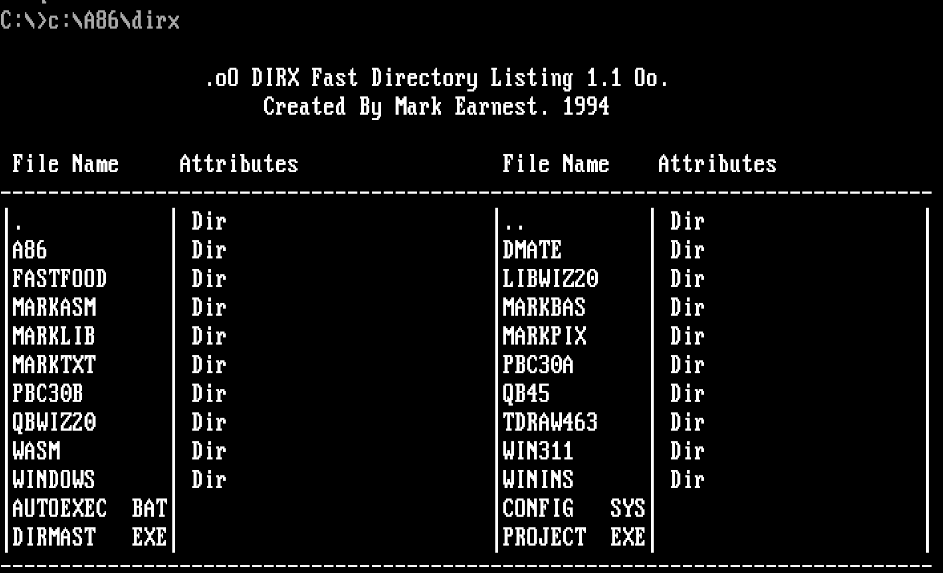 C:\>c:\A86\dirx
.oO DIRX Fast Directory Listing 1.1 Oo.
Created By Mark Earnest. 1994
File Name Attributes File Name Attributes
------------------------------------------------------------------------------
|. | Dir |.. | Dir |
|A86 | Dir |DMATE | Dir |
|FASTFOOD | Dir |LIBWIZ20 | Dir |
|MARKASM | Dir |MARKBAS | Dir |
|MARKLIB | Dir |MARKPIX | Dir |
|MARKTXT | Dir |PBC30A | Dir |
|PBC30B | Dir |QB45 | Dir |
|QBWIZ20 | Dir |TDRAW463 | Dir |
|WASM | Dir |WIN311 | Dir |
|WINDOWS | Dir |WININS | Dir |
|AUTOEXEC BAT| |CONFIG SYS| |
|DIRMAST EXE| |PROJECT EXE| |
------------------------------------------------------------------------------